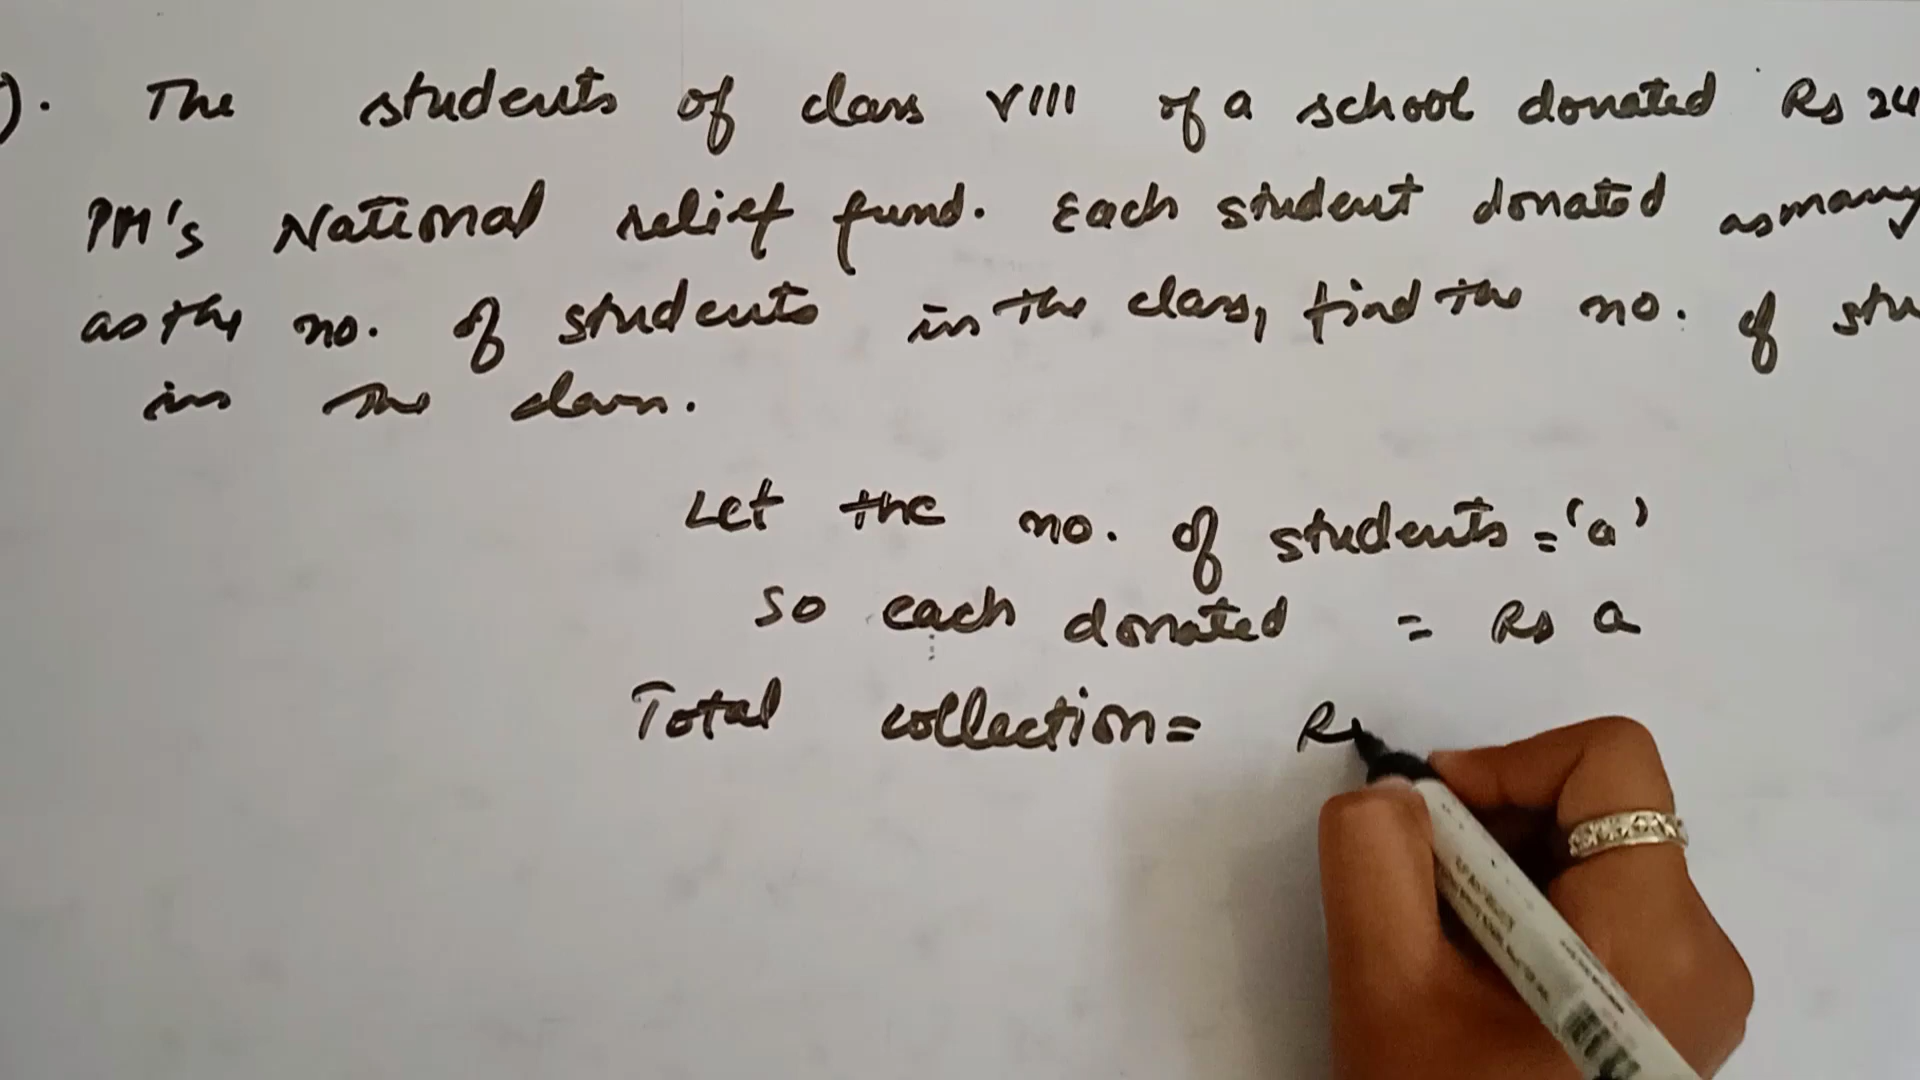 ). The students of class VIII of a school donated Rs 24
PM's National relief fund. Each student donated as many
as the no. of students in the class, find the no. of stu
in the class.
Let the no. of students = 'a'
so each donated = Rs a
Total collection = Rs